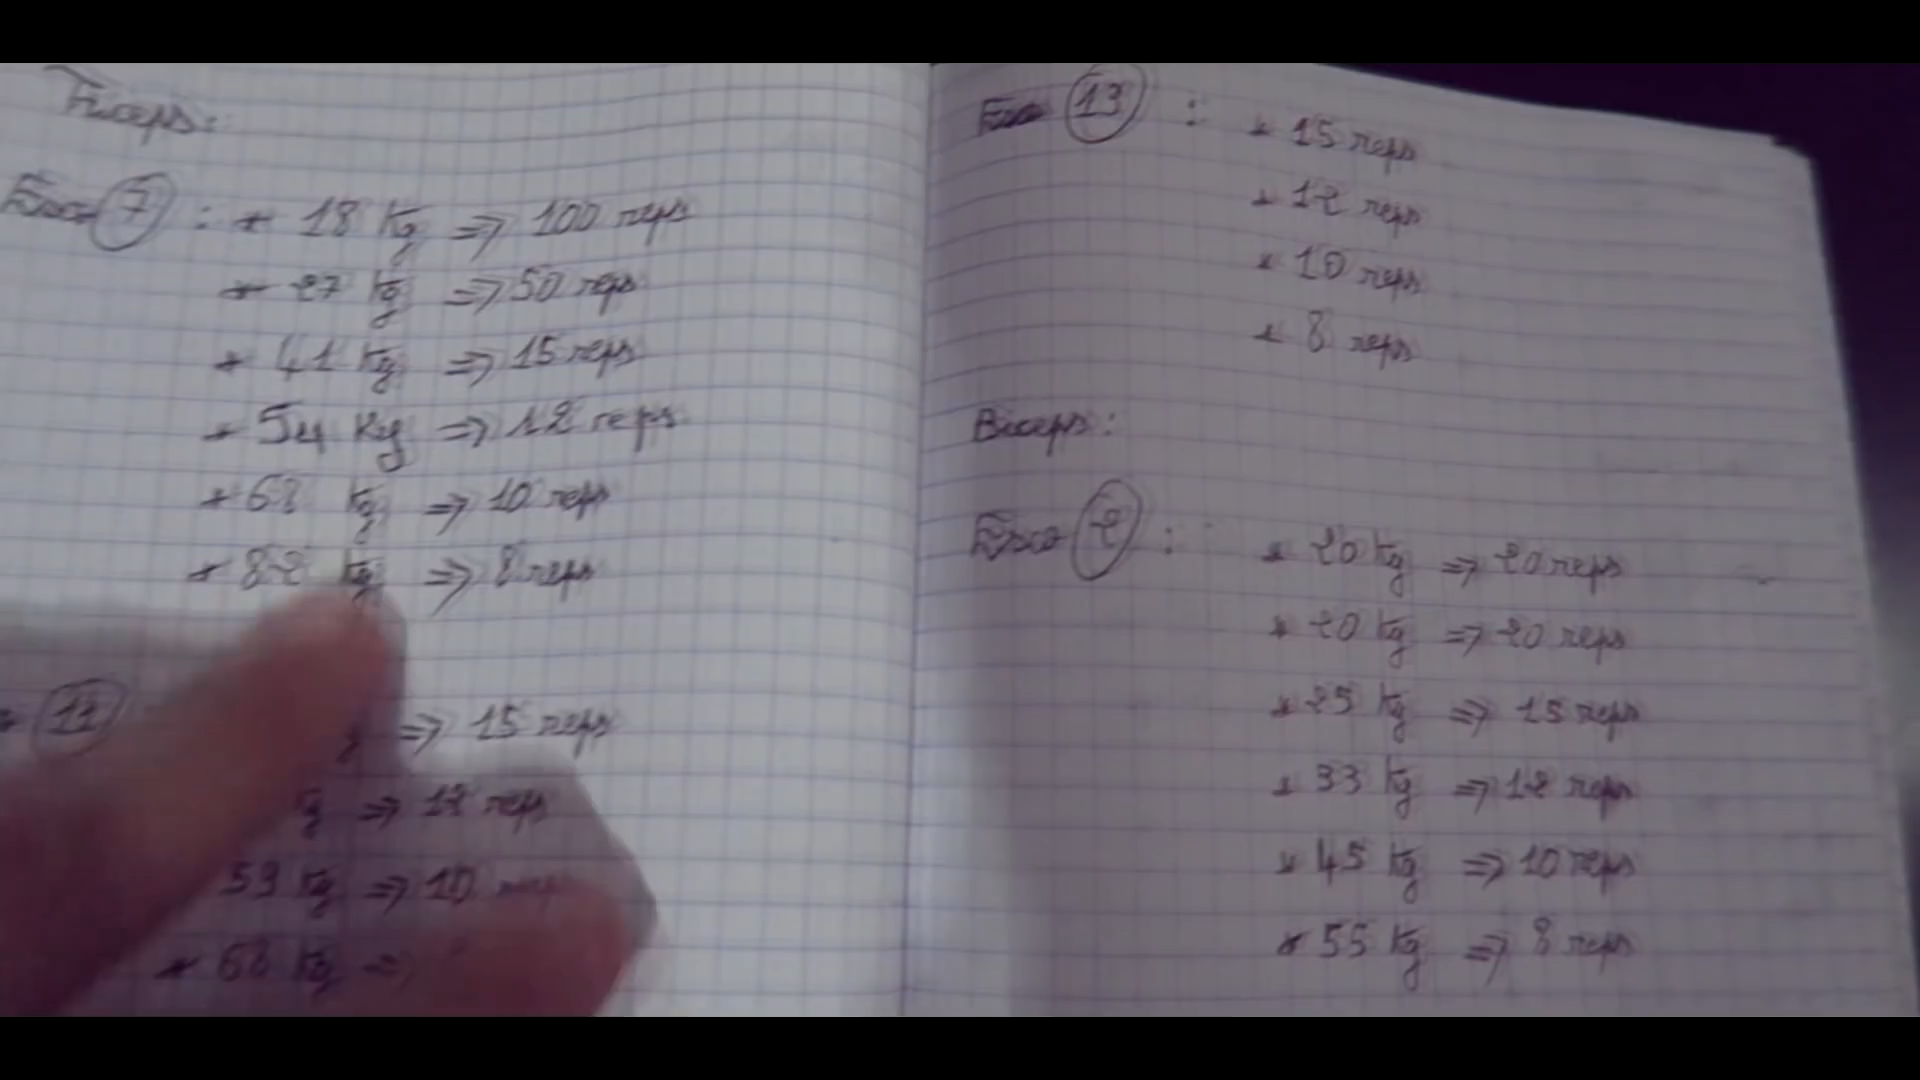 Triceps:
Exo 7 : * 18 Kg => 100 reps
* 27 Kg => 50 reps
* 41 Kg => 15 reps
* 54 Kg => 12 reps
* 68 Kg => 10 reps
* 82 Kg => 8 reps
11 => 15 reps
Kg => 12 reps
59 Kg => 10 reps
* 68 Kg =>
Exo 13 : * 15 reps
* 12 reps
* 10 reps
* 8 reps
Biceps:
Exo 2 : * 20 Kg => 20 reps
* 20 Kg => 20 reps
* 25 Kg => 15 reps
* 33 Kg => 12 reps
* 45 Kg => 10 reps
* 55 Kg => 8 reps